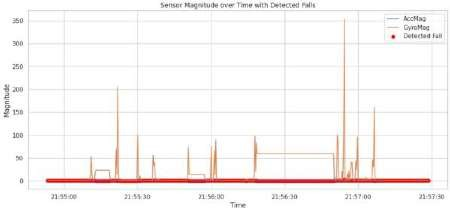 Sensor Magnitude over Time with Detected Falls
AccMag
GyroMag
Detected Fall
Magnitude
350
300
250
200
150
100
50
0
21:55:00
21:55:30
21:56:00
21:56:30
21:57:00
21:57:30
Time